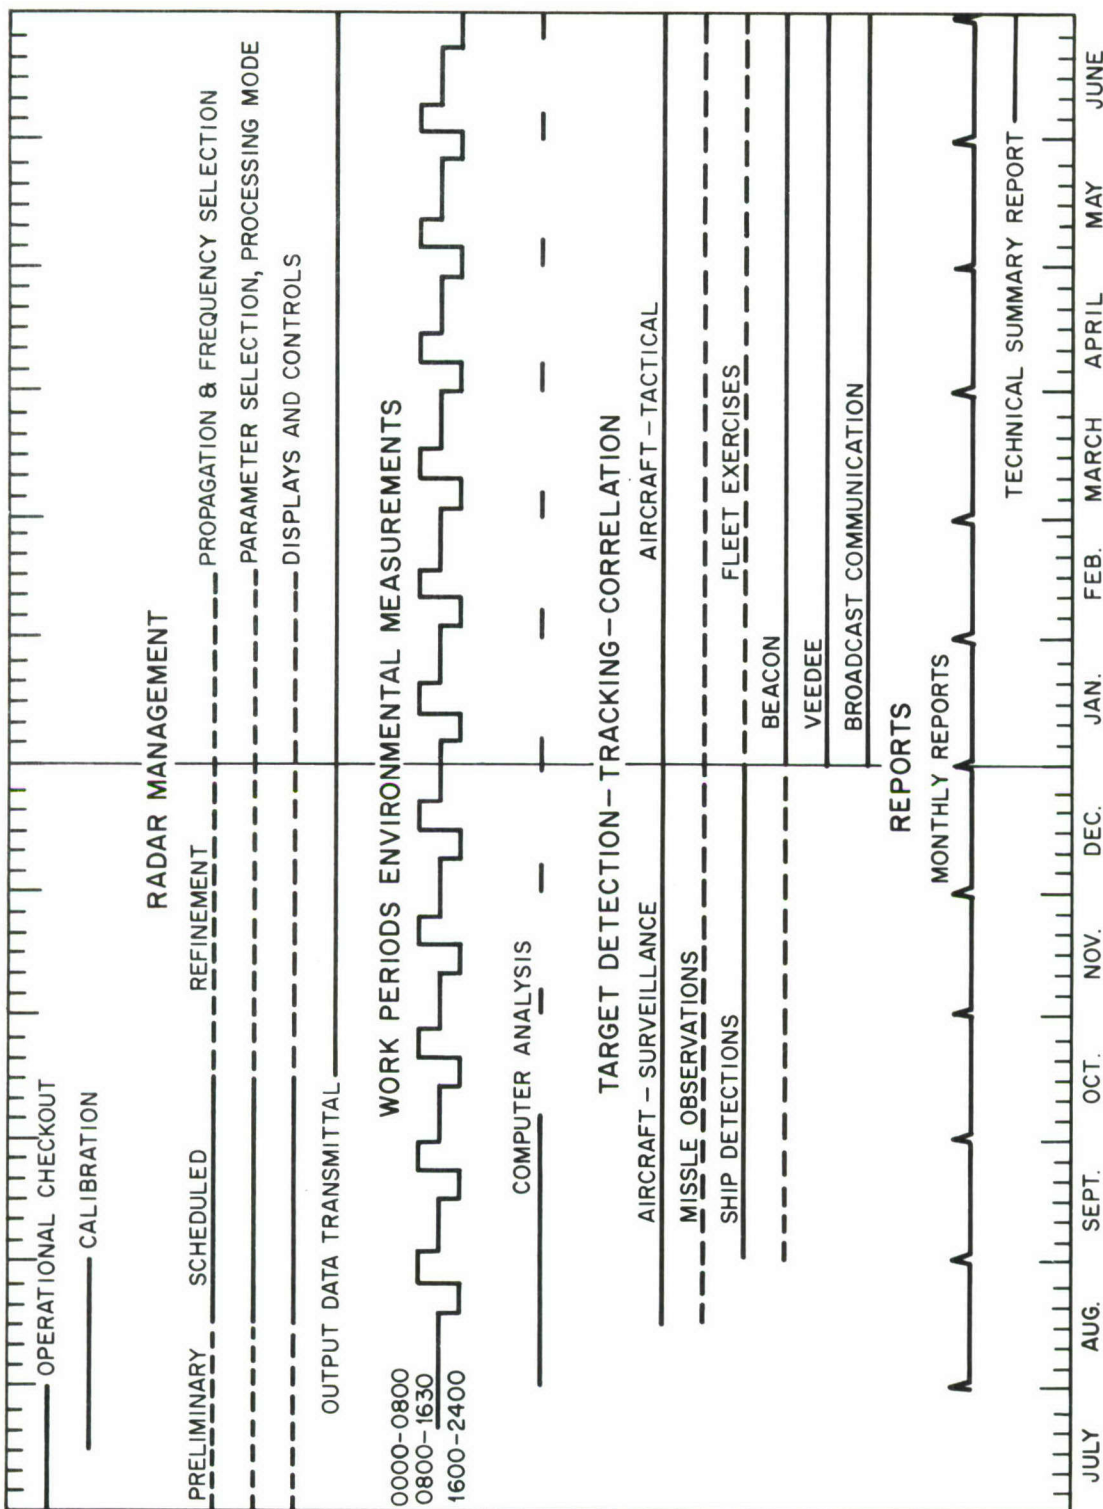 OPERATIONAL CHECKOUT
CALIBRATION
RADAR MANAGEMENT
PRELIMINARY SCHEDULED REFINEMENT
PROPAGATION & FREQUENCY SELECTION
PARAMETER SELECTION, PROCESSING MODE
DISPLAYS AND CONTROLS
OUTPUT DATA TRANSMITTAL
WORK PERIODS ENVIRONMENTAL MEASUREMENTS
0000-0800
0800-1630
1600-2400
COMPUTER ANALYSIS
TARGET DETECTION-TRACKING-CORRELATION
AIRCRAFT-SURVEILLANCE AIRCRAFT-TACTICAL
MISSLE OBSERVATIONS
SHIP DETECTIONS FLEET EXERCISES
BEACON
VEEDEE
BROADCAST COMMUNICATION
REPORTS
MONTHLY REPORTS
TECHNICAL SUMMARY REPORT
JULY AUG. SEPT. OCT. NOV. DEC. JAN. FEB. MARCH APRIL MAY JUNE